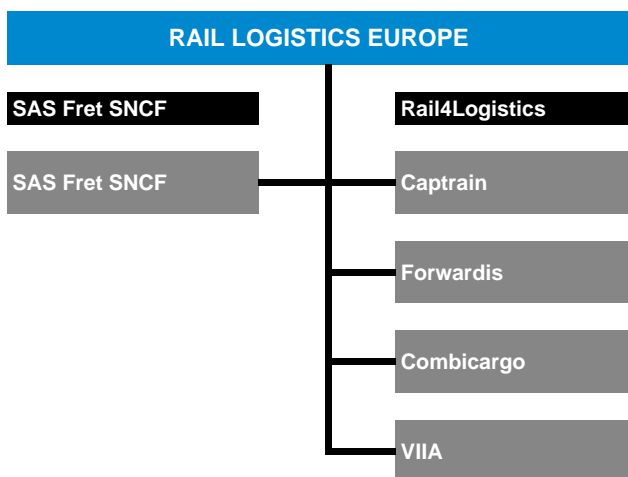 RAIL LOGISTICS EUROPE
SAS Fret SNCF
Rail4Logistics
SAS Fret SNCF
Captrain
Forwardis
Combicargo
VIIA